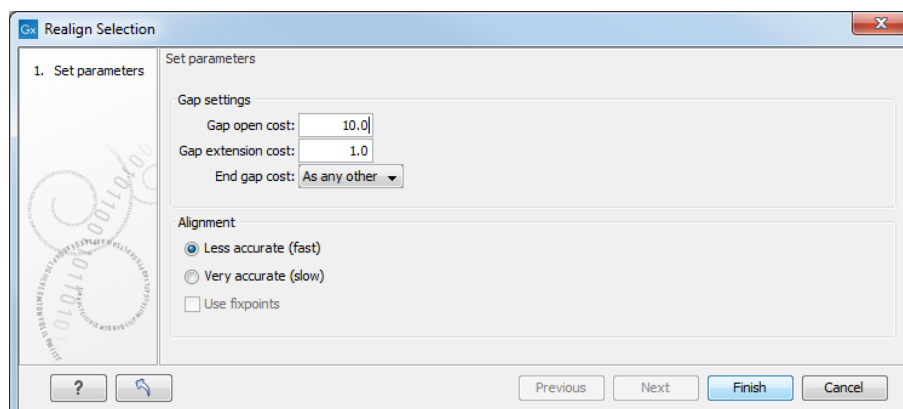 Gx Realign Selection
1. Set parameters
Set parameters
Gap settings
Gap open cost: 10.0
Gap extension cost: 1.0
End gap cost: As any other
Alignment
Less accurate (fast)
Very accurate (slow)
Use fixpoints
? Previous Next Finish Cancel